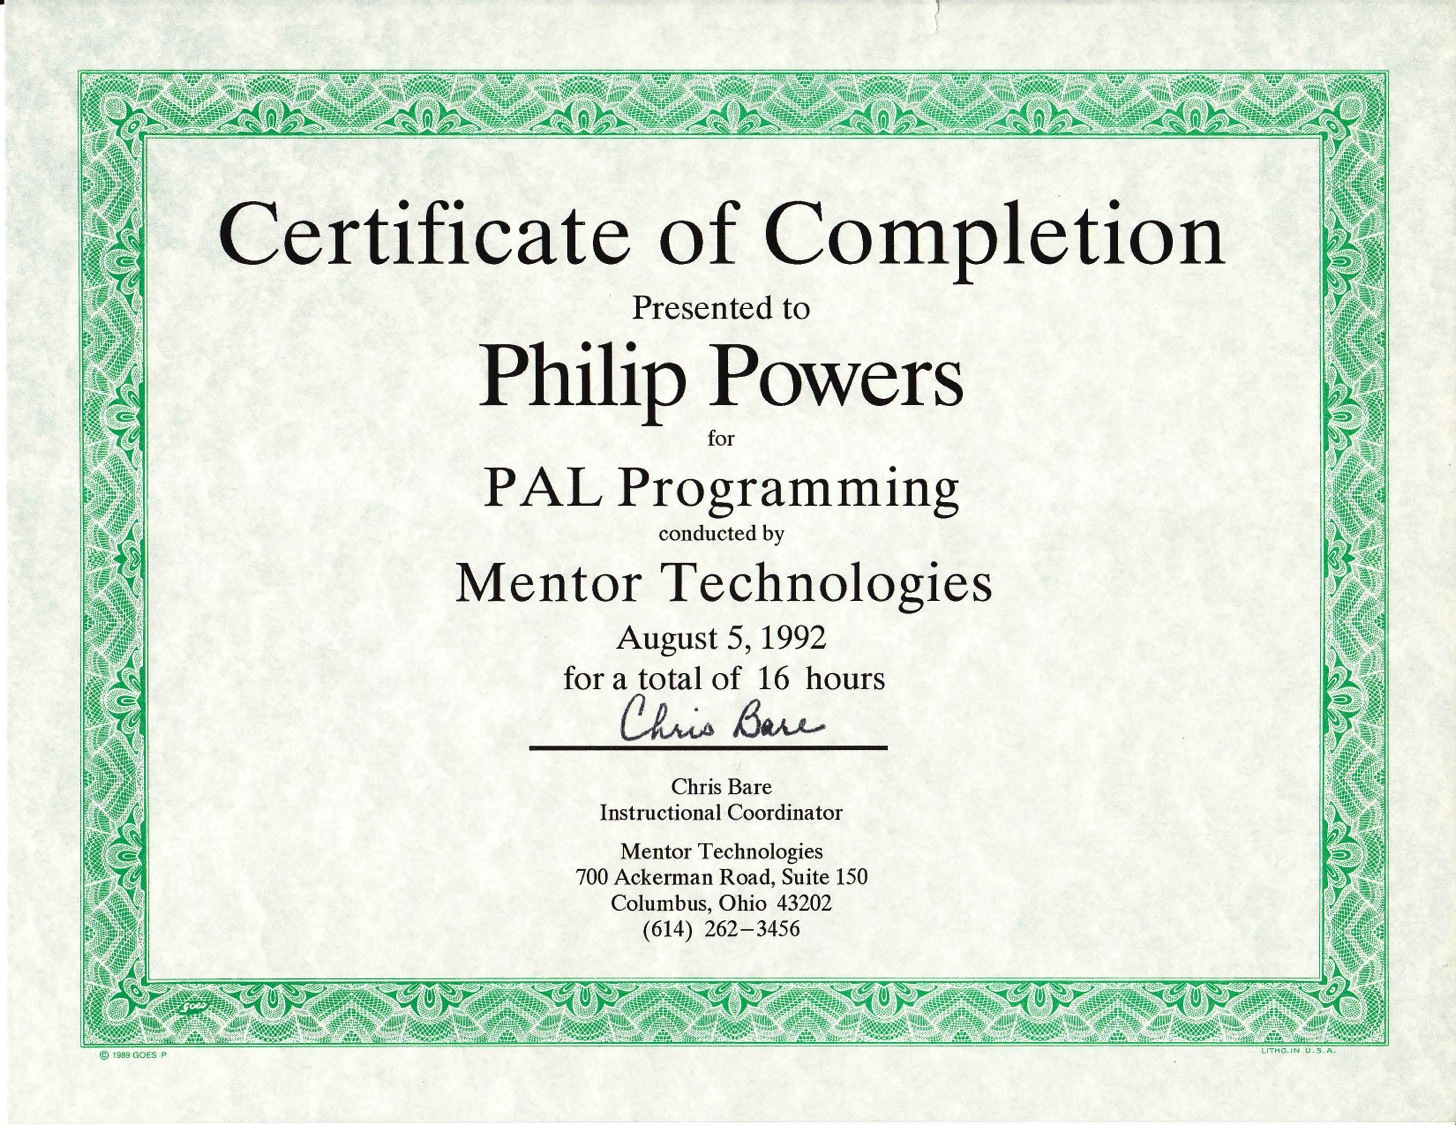 Certificate of Completion
Presented to
Philip Powers
for
PAL Programming
conducted by
Mentor Technologies
August 5, 1992
for a total of 16 hours
Chris Bare
Chris Bare
Instructional Coordinator
Mentor Technologies
700 Ackerman Road, Suite 150
Columbus, Ohio 43202
(614) 262–3456
GOES
© 1989 GOES P
LITHO. IN U.S.A.